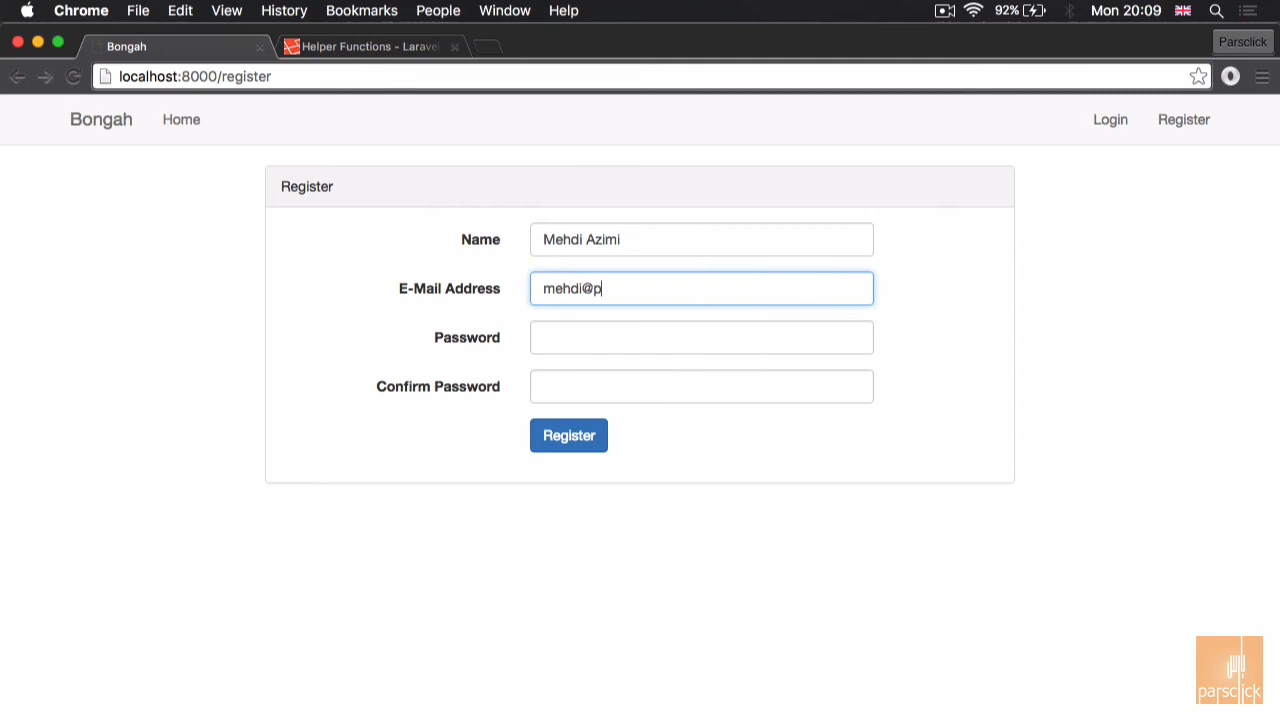 Chrome File Edit View History Bookmarks People Window Help 92% Mon 20:09
Bongah Helper Functions - Larave Parsclick
localhost:8000/register
Bongah Home Login Register
Register
Name Mehdi Azimi
E-Mail Address mehdi@p
Password
Confirm Password
Register
parsclick